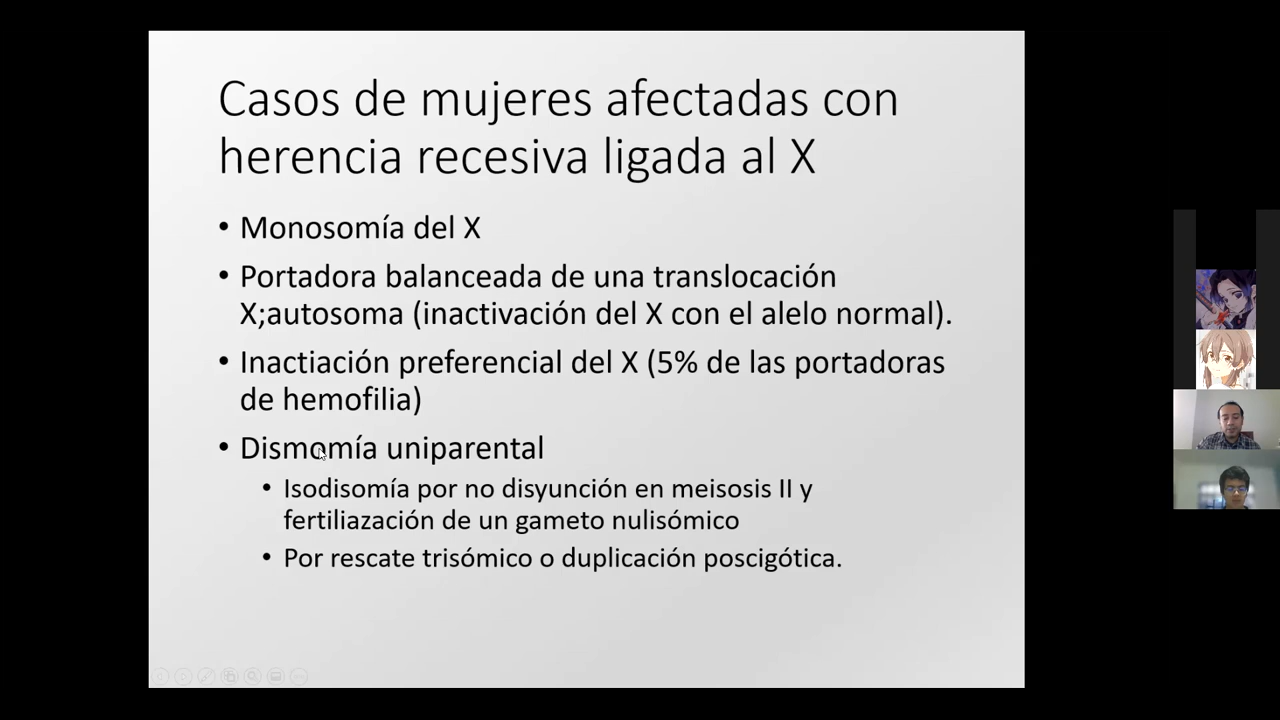 Casos de mujeres afectadas con
herencia recesiva ligada al X
• Monosomía del X
• Portadora balanceada de una translocación
X;autosoma (inactivación del X con el alelo normal).
• Inactiación preferencial del X (5% de las portadoras
de hemofilia)
• Dismomía uniparental
• Isodisomía por no disyunción en meisosis II y
fertiliazación de un gameto nulisómico
• Por rescate trisómico o duplicación poscigótica.